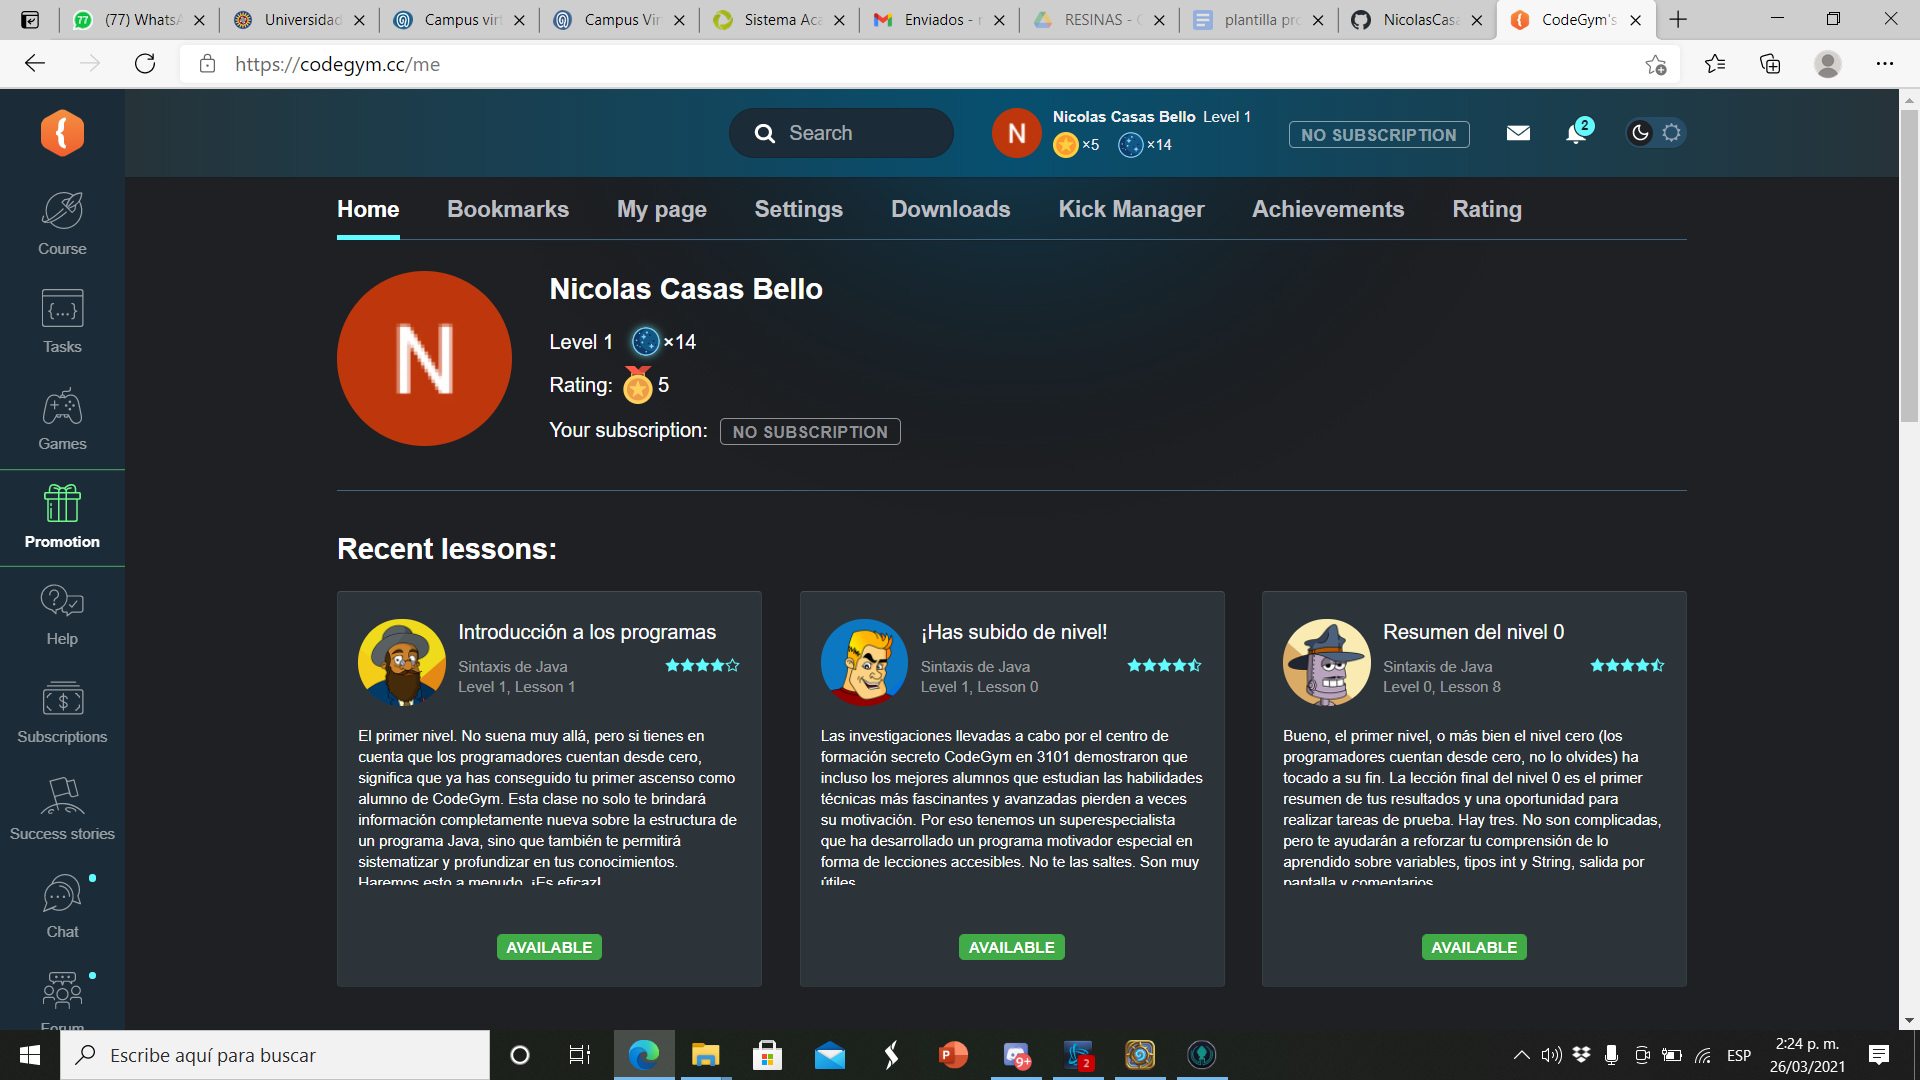 77
(77) WhatsA
Universidad
Campus virt
Campus Vir
Sistema Aca
Enviados - n
RESINAS - C
plantilla pro
NicolasCasa
CodeGym's
https://codegym.cc/me
Search
N
Nicolas Casas Bello Level 1
×5 ×14
NO SUBSCRIPTION
2
Home
Bookmarks
My page
Settings
Downloads
Kick Manager
Achievements
Rating
Course
Tasks
Games
Promotion
Help
Subscriptions
Success stories
Chat
Forum
N
Nicolas Casas Bello
Level 1 ×14
Rating: 5
Your subscription: NO SUBSCRIPTION
Recent lessons:
Introducción a los programas
Sintaxis de Java
Level 1, Lesson 1
El primer nivel. No suena muy allá, pero si tienes en
cuenta que los programadores cuentan desde cero,
significa que ya has conseguido tu primer ascenso como
alumno de CodeGym. Esta clase no solo te brindará
información completamente nueva sobre la estructura de
un programa Java, sino que también te permitirá
sistematizar y profundizar en tus conocimientos.
Haremos esto a menudo. ¡Es eficaz!
AVAILABLE
¡Has subido de nivel!
Sintaxis de Java
Level 1, Lesson 0
Las investigaciones llevadas a cabo por el centro de
formación secreto CodeGym en 3101 demostraron que
incluso los mejores alumnos que estudian las habilidades
técnicas más fascinantes y avanzadas pierden a veces
su motivación. Por eso tenemos un superespecialista
que ha desarrollado un programa motivador especial en
forma de lecciones accesibles. No te las saltes. Son muy
útiles
AVAILABLE
Resumen del nivel 0
Sintaxis de Java
Level 0, Lesson 8
Bueno, el primer nivel, o más bien el nivel cero (los
programadores cuentan desde cero, no lo olvides) ha
tocado a su fin. La lección final del nivel 0 es el primer
resumen de tus resultados y una oportunidad para
realizar tareas de prueba. Hay tres. No son complicadas,
pero te ayudarán a reforzar tu comprensión de lo
aprendido sobre variables, tipos int y String, salida por
pantalla y comentarios
AVAILABLE
Escribe aquí para buscar
9+
2
ESP
2:24 p. m.
26/03/2021